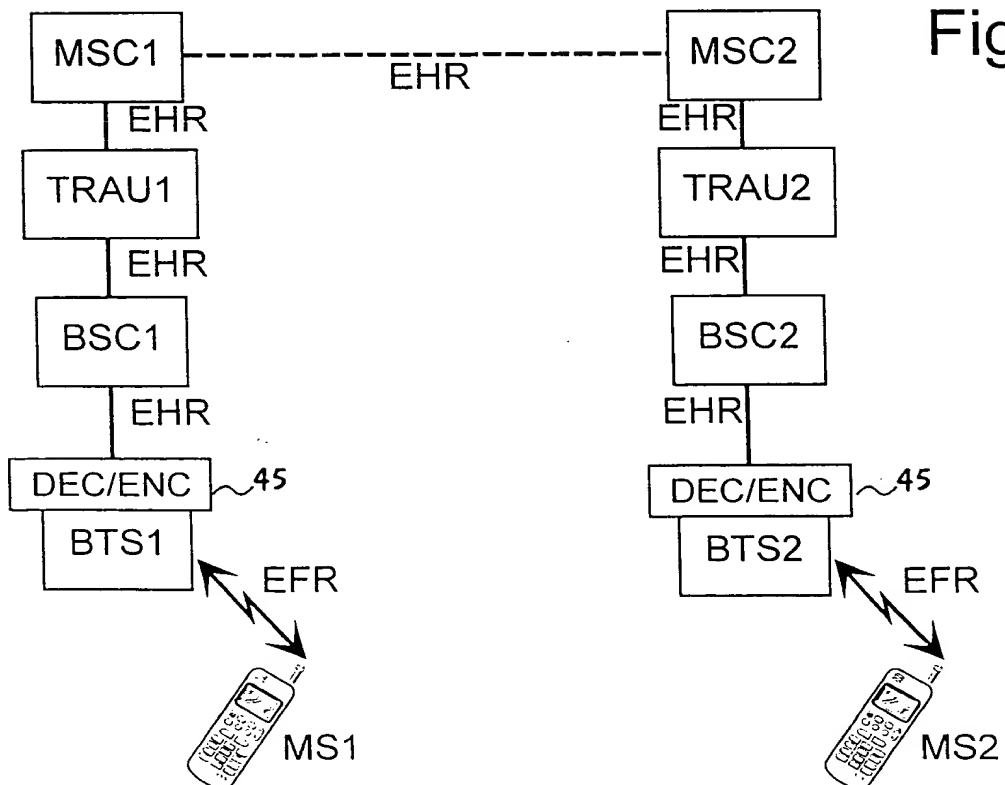 Fig
MSC1
EHR
MSC2
EHR
EHR
TRAU1
TRAU2
EHR
EHR
BSC1
BSC2
EHR
EHR
DEC/ENC
45
DEC/ENC
45
BTS1
BTS2
EFR
EFR
MS1
MS2